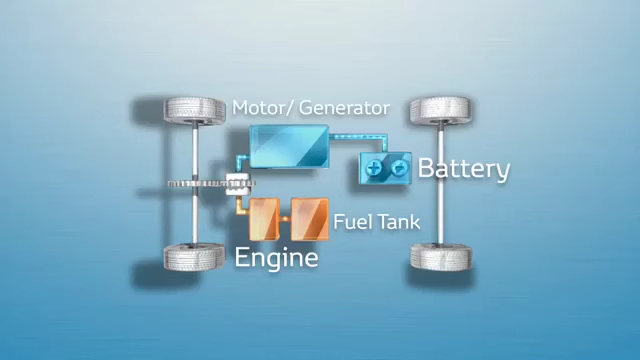 Motor/ Generator
Battery
Fuel Tank
Engine